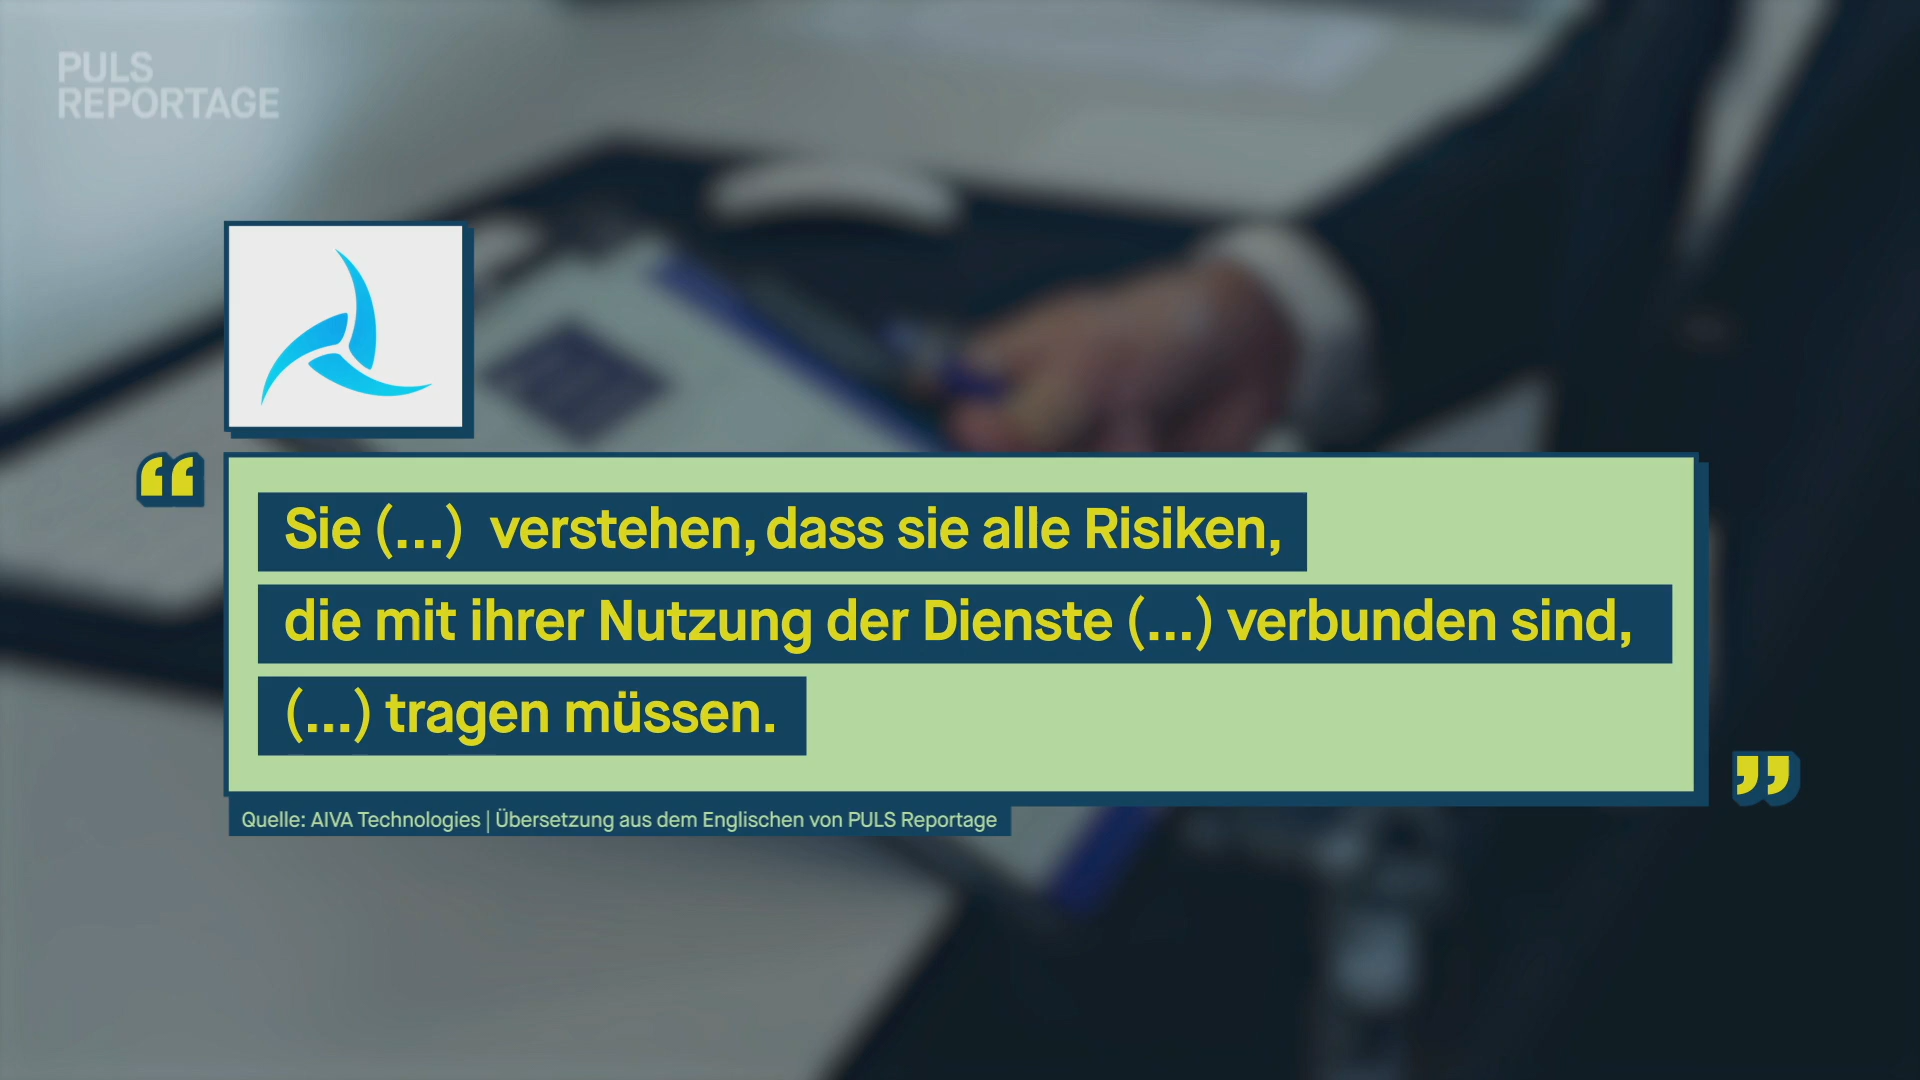 PULS
REPORTAGE
“
Sie (...) verstehen, dass sie alle Risiken,
die mit ihrer Nutzung der Dienste (...) verbunden sind,
(...) tragen müssen.
”
Quelle: AIVA Technologies | Übersetzung aus dem Englischen von PULS Reportage